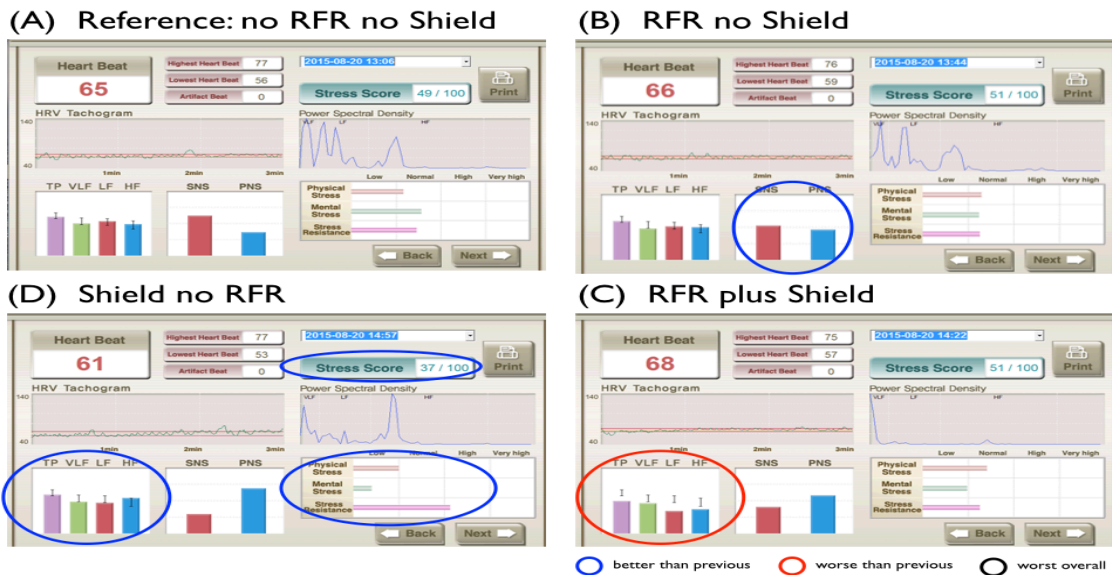 (A) Reference: no RFR no Shield
Heart Beat
65
Highest Heart Beat 77
Lowest Heart Beat 56
Artifact Beat 0
2015-08-20 13:06
Stress Score 49 / 100
Print
HRV Tachogram
140
40
1min 2min 3min
Power Spectral Density
VLF LF HF
TP VLF LF HF
SNS PNS
Low Normal High Very high
Physical Stress
Mental Stress
Stress Resistance
Back Next
(B) RFR no Shield
Heart Beat
66
Highest Heart Beat 76
Lowest Heart Beat 59
Artifact Beat 0
2015-08-20 13:44
Stress Score 51 / 100
Print
HRV Tachogram
140
40
1min 2min 3min
Power Spectral Density
VLF LF HF
TP VLF LF HF
SNS PNS
Low Normal High Very high
Physical Stress
Mental Stress
Stress Resistance
Back Next
(D) Shield no RFR
Heart Beat
61
Highest Heart Beat 77
Lowest Heart Beat 53
Artifact Beat 0
2015-08-20 14:57
Stress Score 37 / 100
Print
HRV Tachogram
140
40
1min 2min 3min
Power Spectral Density
VLF LF HF
TP VLF LF HF
SNS PNS
Low Normal High Very high
Physical Stress
Mental Stress
Stress Resistance
Back Next
(C) RFR plus Shield
Heart Beat
68
Highest Heart Beat 75
Lowest Heart Beat 57
Artifact Beat 0
2015-08-20 14:22
Stress Score 51 / 100
Print
HRV Tachogram
140
40
1min 2min 3min
Power Spectral Density
VLF LF HF
TP VLF LF HF
SNS PNS
Low Normal High Very high
Physical Stress
Mental Stress
Stress Resistance
Back Next
better than previous worse than previous worst overall